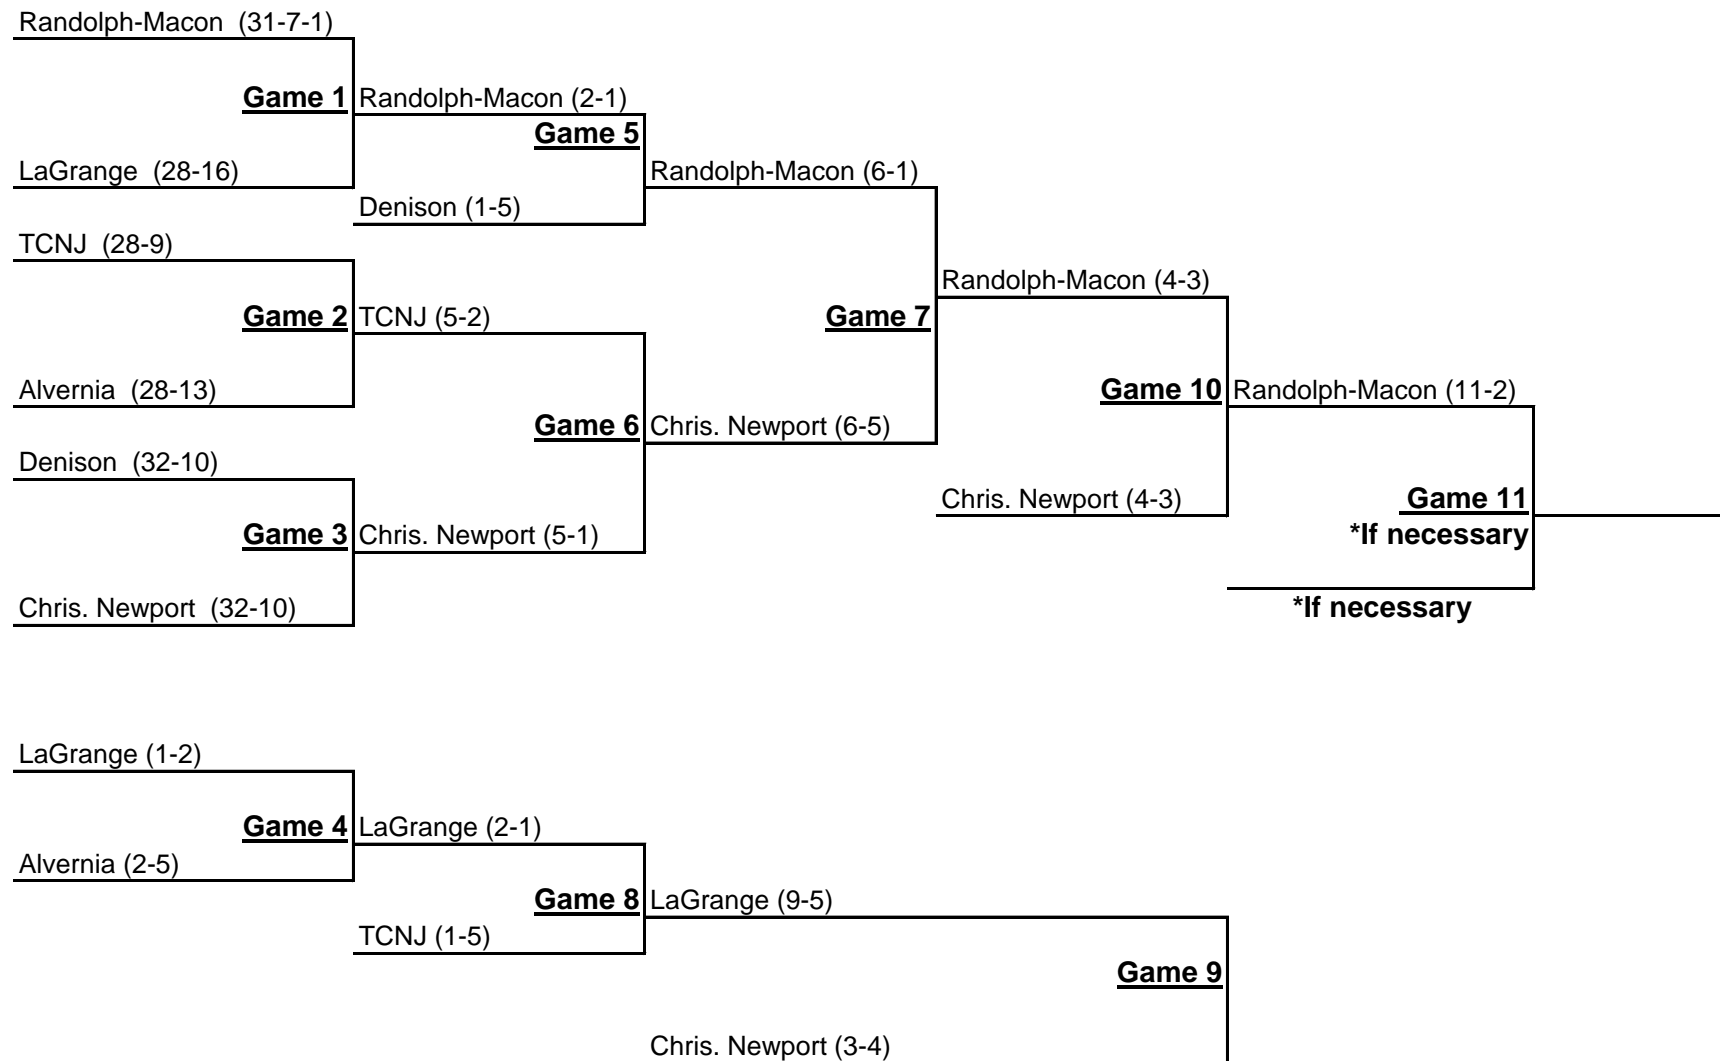 Randolph-Macon  (31-7-1)
Game 1
Randolph-Macon (2-1)
Game 5
LaGrange  (28-16)
Randolph-Macon (6-1)
Denison (1-5)
TCNJ  (28-9)
Randolph-Macon (4-3)
Game 2
TCNJ (5-2)
Game 7
Alvernia  (28-13)
Game 10
Randolph-Macon (11-2)
Game 6
Chris. Newport (6-5)
Denison  (32-10)
Chris. Newport (4-3)
Game 11
Game 3
Chris. Newport (5-1)
*If necessary
Chris. Newport  (32-10)
*If necessary
LaGrange (1-2)
Game 4
LaGrange (2-1)
Alvernia (2-5)
Game 8
LaGrange (9-5)
TCNJ (1-5)
Game 9
Chris. Newport (3-4)